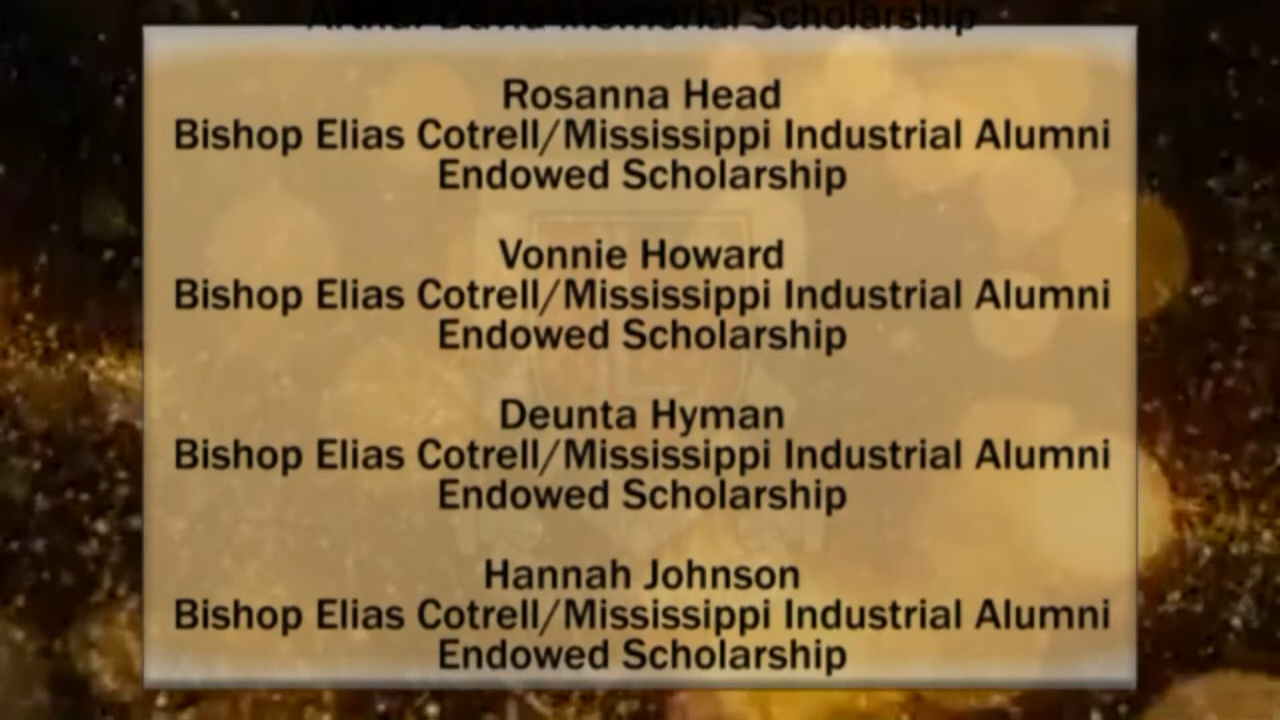 Arthur David Memorial Scholarship
Rosanna Head
Bishop Elias Cotrell/Mississippi Industrial Alumni
Endowed Scholarship
Vonnie Howard
Bishop Elias Cotrell/Mississippi Industrial Alumni
Endowed Scholarship
Deunta Hyman
Bishop Elias Cotrell/Mississippi Industrial Alumni
Endowed Scholarship
Hannah Johnson
Bishop Elias Cotrell/Mississippi Industrial Alumni
Endowed Scholarship